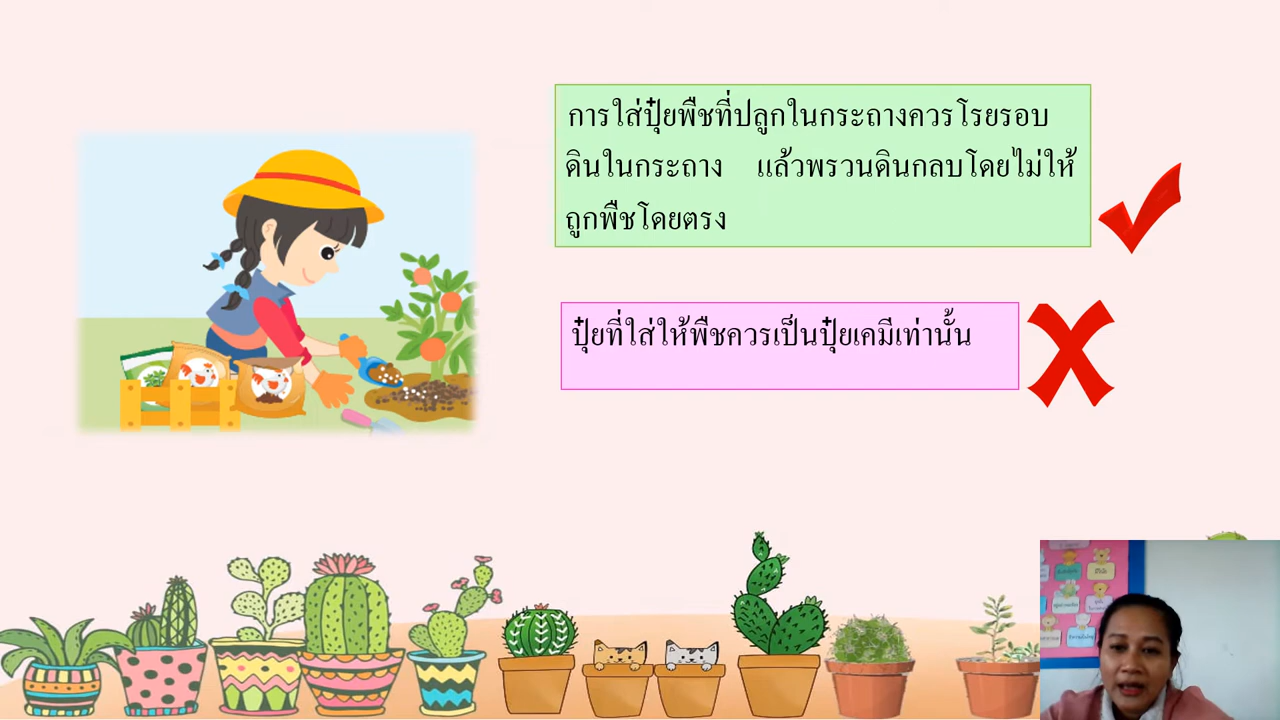 การใส่ปุ๋ยพืชที่ปลูกในกระถางควรโรยรอบ
ดินในกระถาง แล้วพรวนดินกลบโดยไม่ให้
ถูกพืชโดยตรง
ปุ๋ยที่ใส่ให้พืชควรเป็นปุ๋ยเคมีเท่านั้น